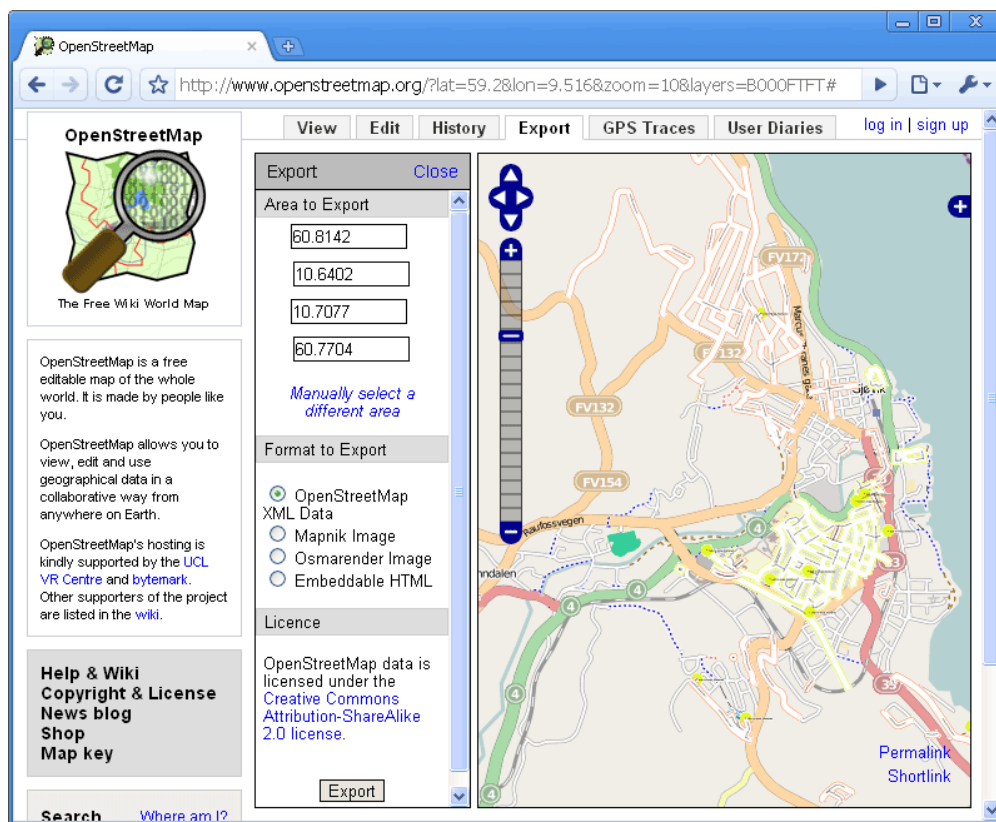 OpenStreetMap
http://www.openstreetmap.org/?lat=59.2&lon=9.516&zoom=10&layers=B000FTFT#
OpenStreetMap
The Free Wiki World Map
View Edit History Export GPS Traces User Diaries
log in | sign up
OpenStreetMap is a free
editable map of the whole
world. It is made by people like
you.
OpenStreetMap allows you to
view, edit and use
geographical data in a
collaborative way from
anywhere on Earth.
OpenStreetMap's hosting is
kindly supported by the UCL
VR Centre and bytemark.
Other supporters of the project
are listed in the wiki.
Help & Wiki
Copyright & License
News blog
Shop
Map key
Search Where am I?
Export Close
Area to Export
60.8142
10.6402
10.7077
60.7704
Manually select a
different area
Format to Export
OpenStreetMap
XML Data
Mapnik Image
Osmarender Image
Embeddable HTML
Licence
OpenStreetMap data is
licensed under the
Creative Commons
Attribution-ShareAlike
2.0 license.
Export
FV172
FV132
FV132
FV154
Raufossvegen
nndalen
4
4
4
4
4
33
33
Permalink
Shortlink